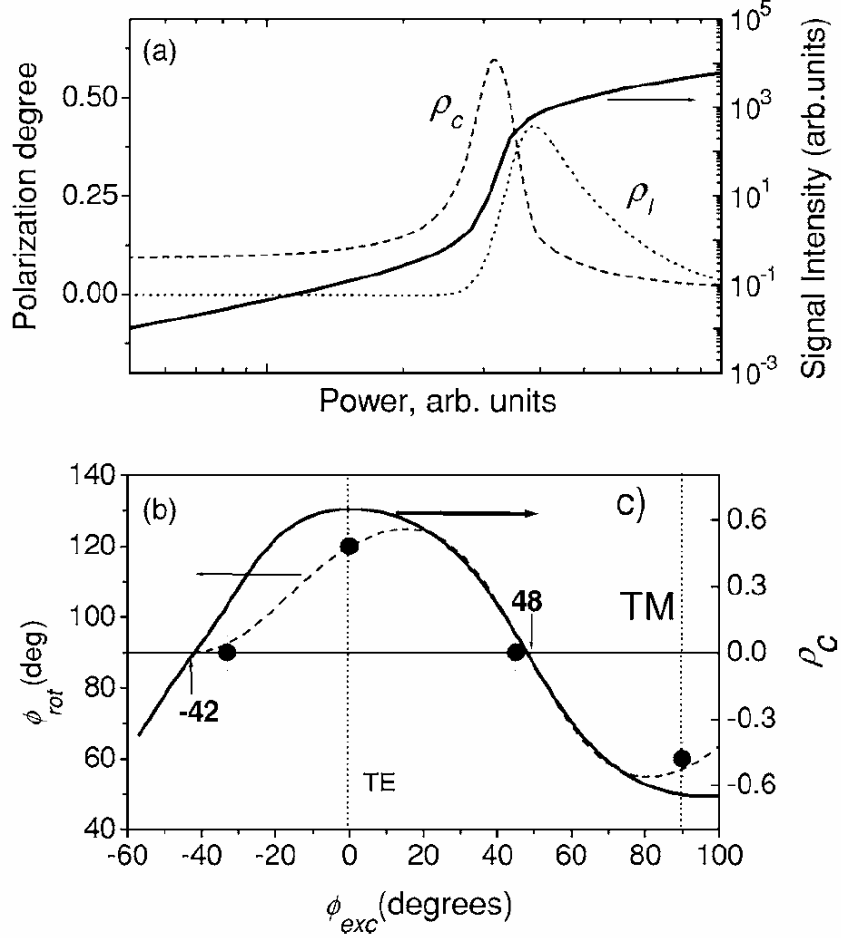 (a)
0.50
0.25
0.00
Polarization degree
ρc
ρl
10^5
10^3
10^1
10^-1
10^-3
Signal Intensity (arb.units)
Power, arb. units
(b)
c)
140
120
100
80
60
40
ϕrot (deg)
0.6
0.3
0.0
-0.3
-0.6
ρc
48
TM
-42
TE
-60 -40 -20 0 20 40 60 80 100
ϕexc(degrees)